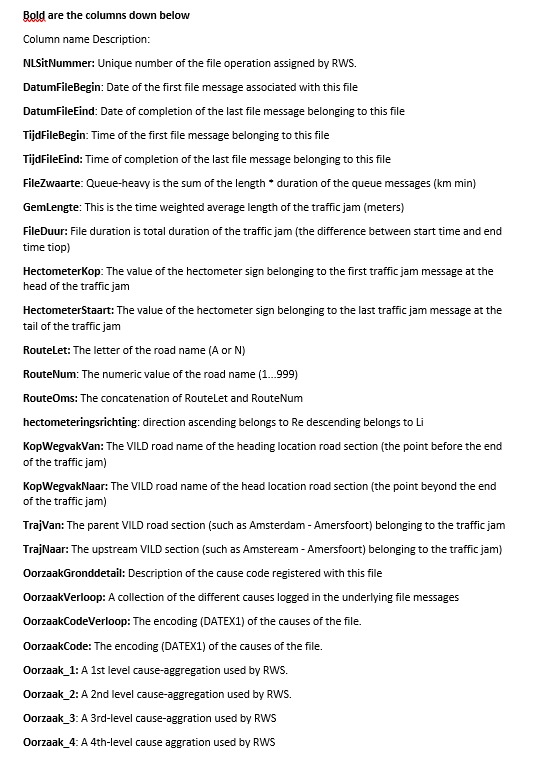 Bold are the columns down below
Column name Description:
NLSitNummer: Unique number of the file operation assigned by RWS.
DatumFileBegin: Date of the first file message associated with this file
DatumFileEind: Date of completion of the last file message belonging to this file
TijdFileBegin: Time of the first file message belonging to this file
TijdFileEind: Time of completion of the last file message belonging to this file
FileZwaarte: Queue-heavy is the sum of the length * duration of the queue messages (km min)
GemLengte: This is the time weighted average length of the traffic jam (meters)
FileDuur: File duration is total duration of the traffic jam (the difference between start time and end
time tiop)
HectometerKop: The value of the hectometer sign belonging to the first traffic jam message at the
head of the traffic jam
HectometerStaart: The value of the hectometer sign belonging to the last traffic jam message at the
tail of the traffic jam
RouteLet: The letter of the road name (A or N)
RouteNum: The numeric value of the road name (1...999)
RouteOms: The concatenation of RouteLet and RouteNum
hectometeringsrichting: direction ascending belongs to Re descending belongs to Li
KopWegvakVan: The VILD road name of the heading location road section (the point before the end
of the traffic jam)
KopWegvakNaar: The VILD road name of the head location road section (the point beyond the end
of the traffic jam)
TrajVan: The parent VILD road section (such as Amsterdam - Amersfoort) belonging to the traffic jam
TrajNaar: The upstream VILD section (such as Amstereram - Amersfoort) belonging to the traffic jam)
OorzaakGronddetail: Description of the cause code registered with this file
OorzaakVerloop: A collection of the different causes logged in the underlying file messages
OorzaakCodeVerloop: The encoding (DATEX1) of the causes of the file.
OorzaakCode: The encoding (DATEX1) of the causes of the file.
Oorzaak_1: A 1st level cause-aggregation used by RWS.
Oorzaak_2: A 2nd level cause-aggregation used by RWS.
Oorzaak_3: A 3rd-level cause-aggration used by RWS
Oorzaak_4: A 4th-level cause aggration used by RWS